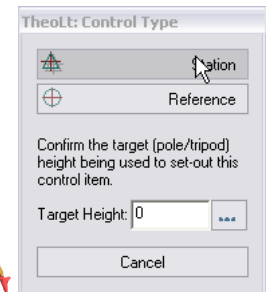 TheoLt: Control Type
Station
Reference
Confirm the target (pole/tripod)
height being used to set-out this
control item.
Target Height: 0 ...
Cancel